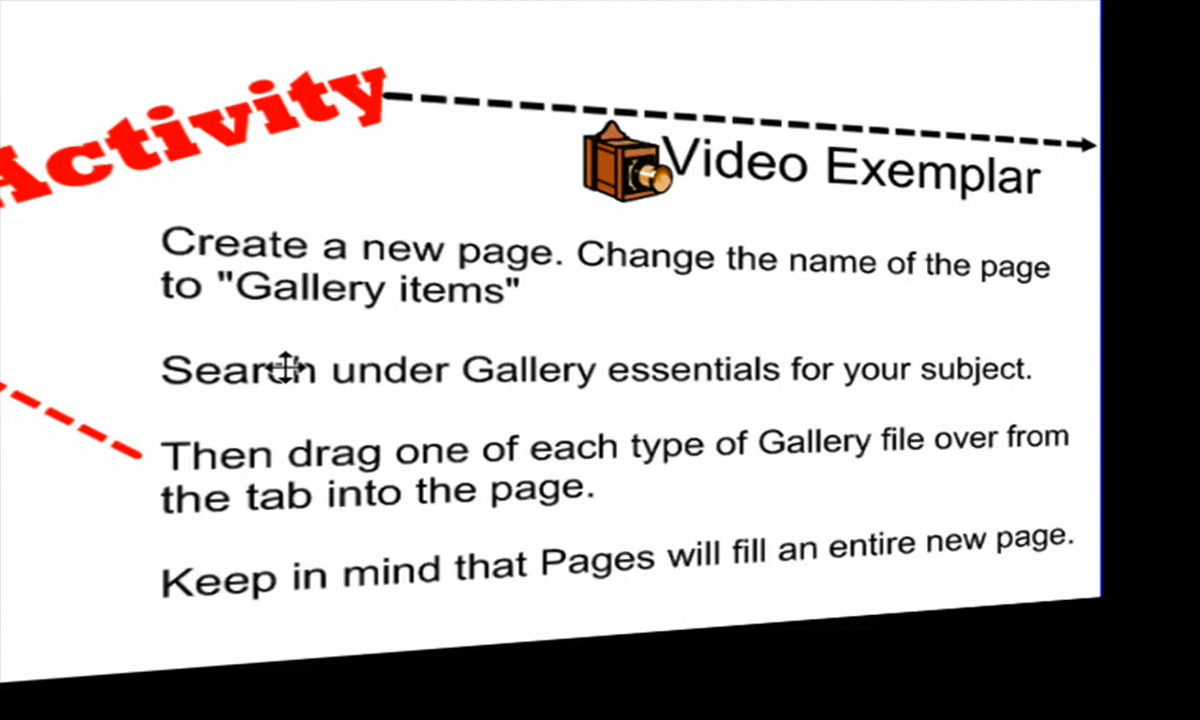 Activity
Video Exemplar
Create a new page. Change the name of the page
to "Gallery items"
Search under Gallery essentials for your subject.
Then drag one of each type of Gallery file over from
the tab into the page.
Keep in mind that Pages will fill an entire new page.